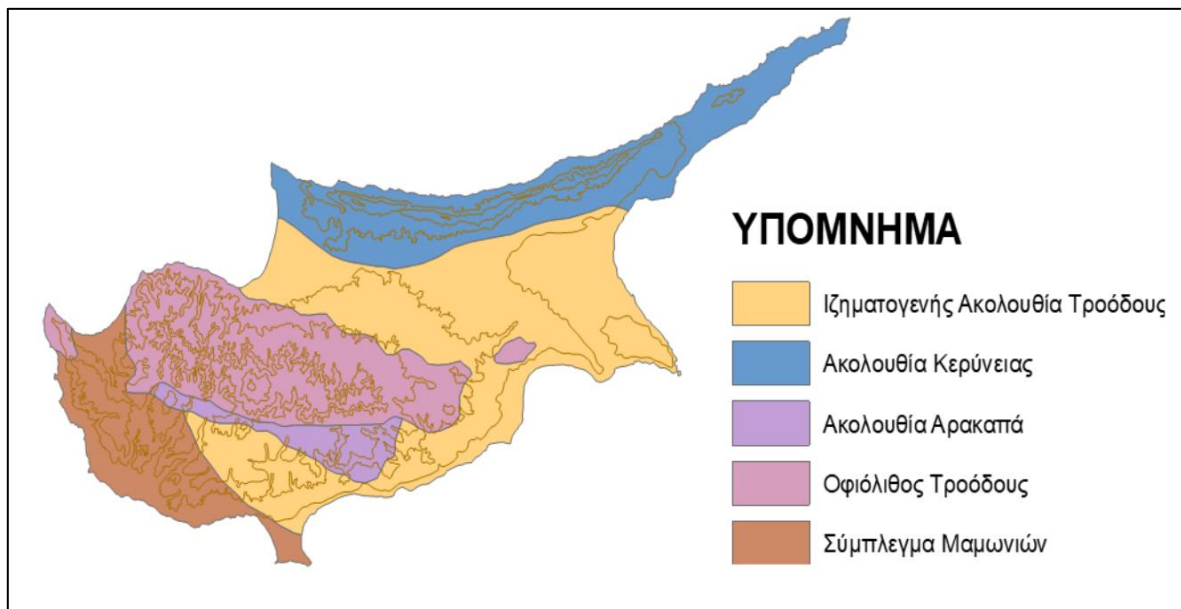 ΥΠΟΜΝΗΜΑ
Ιζηματογενής Ακολουθία Τροόδους
Ακολουθία Κερύνειας
Ακολουθία Αρακαπά
Οφιόλιθος Τροόδους
Σύμπλεγμα Μαμωνιών